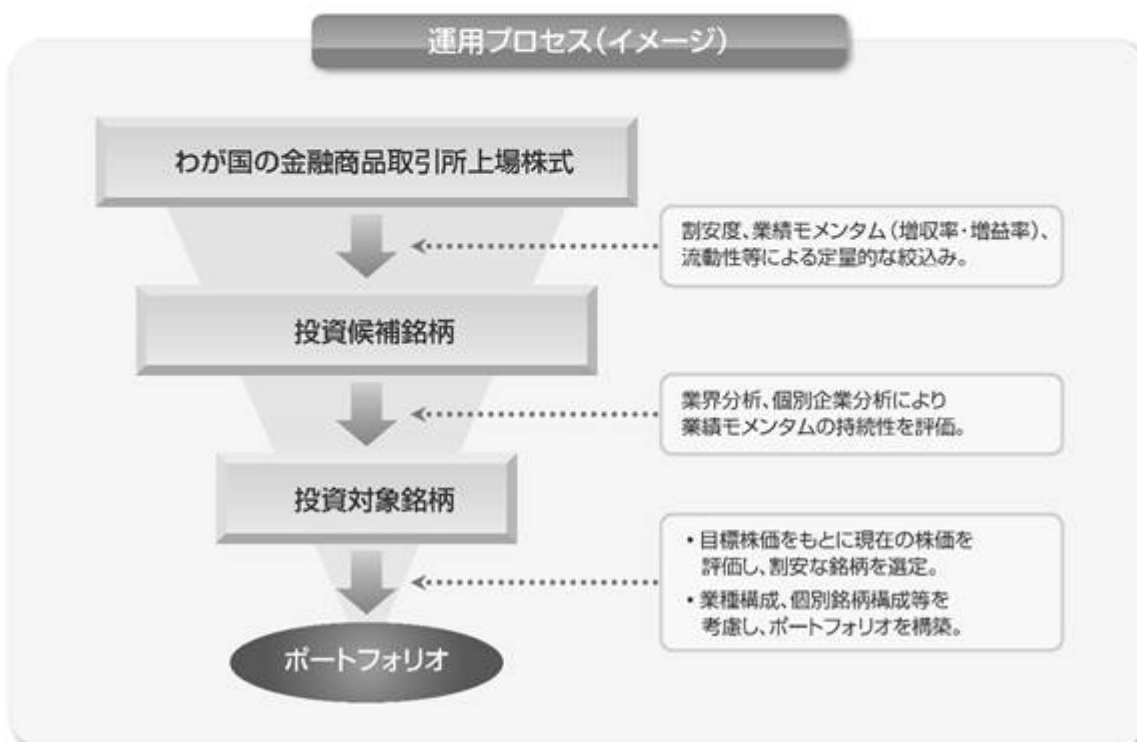 運用プロセス(イメージ)
わが国の金融商品取引所上場株式
割安度、業績モメンタム(増収率・増益率)、
流動性等による定量的な絞込み。
投資候補銘柄
業界分析、個別企業分析により
業績モメンタムの持続性を評価。
投資対象銘柄
・目標株価をもとに現在の株価を
評価し、割安な銘柄を選定。
・業種構成、個別銘柄構成等を
考慮し、ポートフォリオを構築。
ポートフォリオ